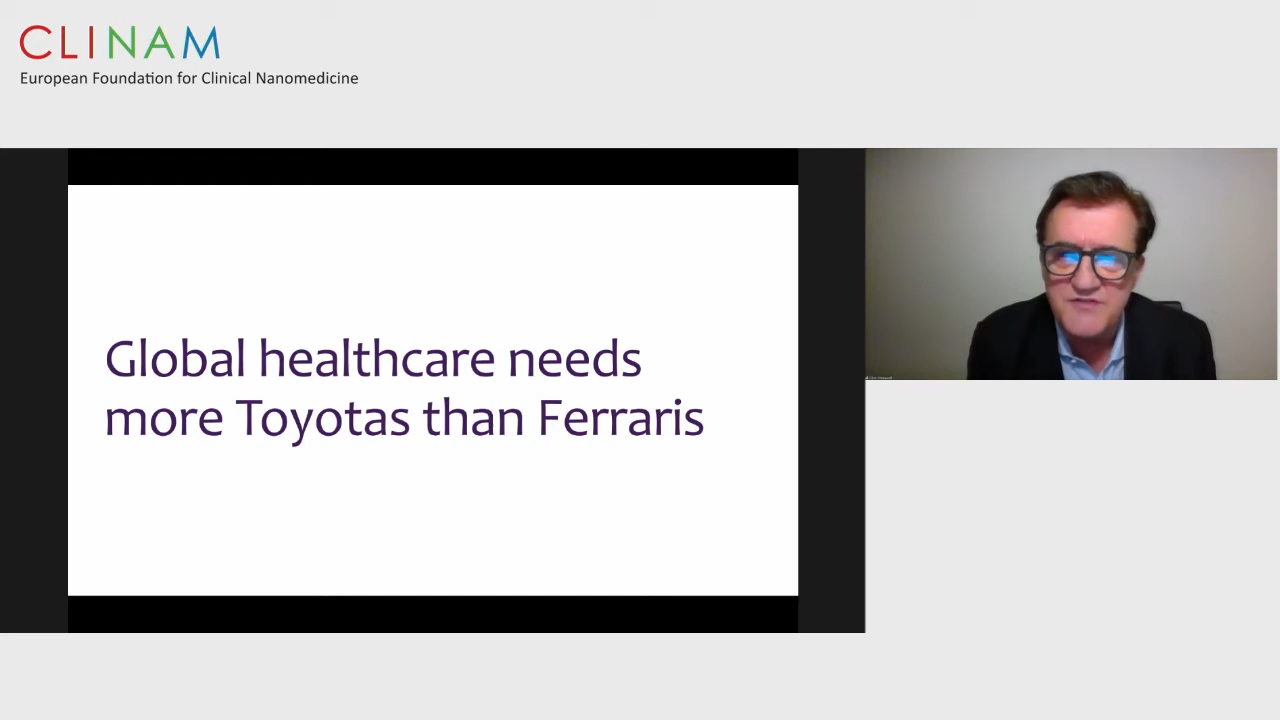 CLINAM
European Foundation for Clinical Nanomedicine
Global healthcare needs
more Toyotas than Ferraris